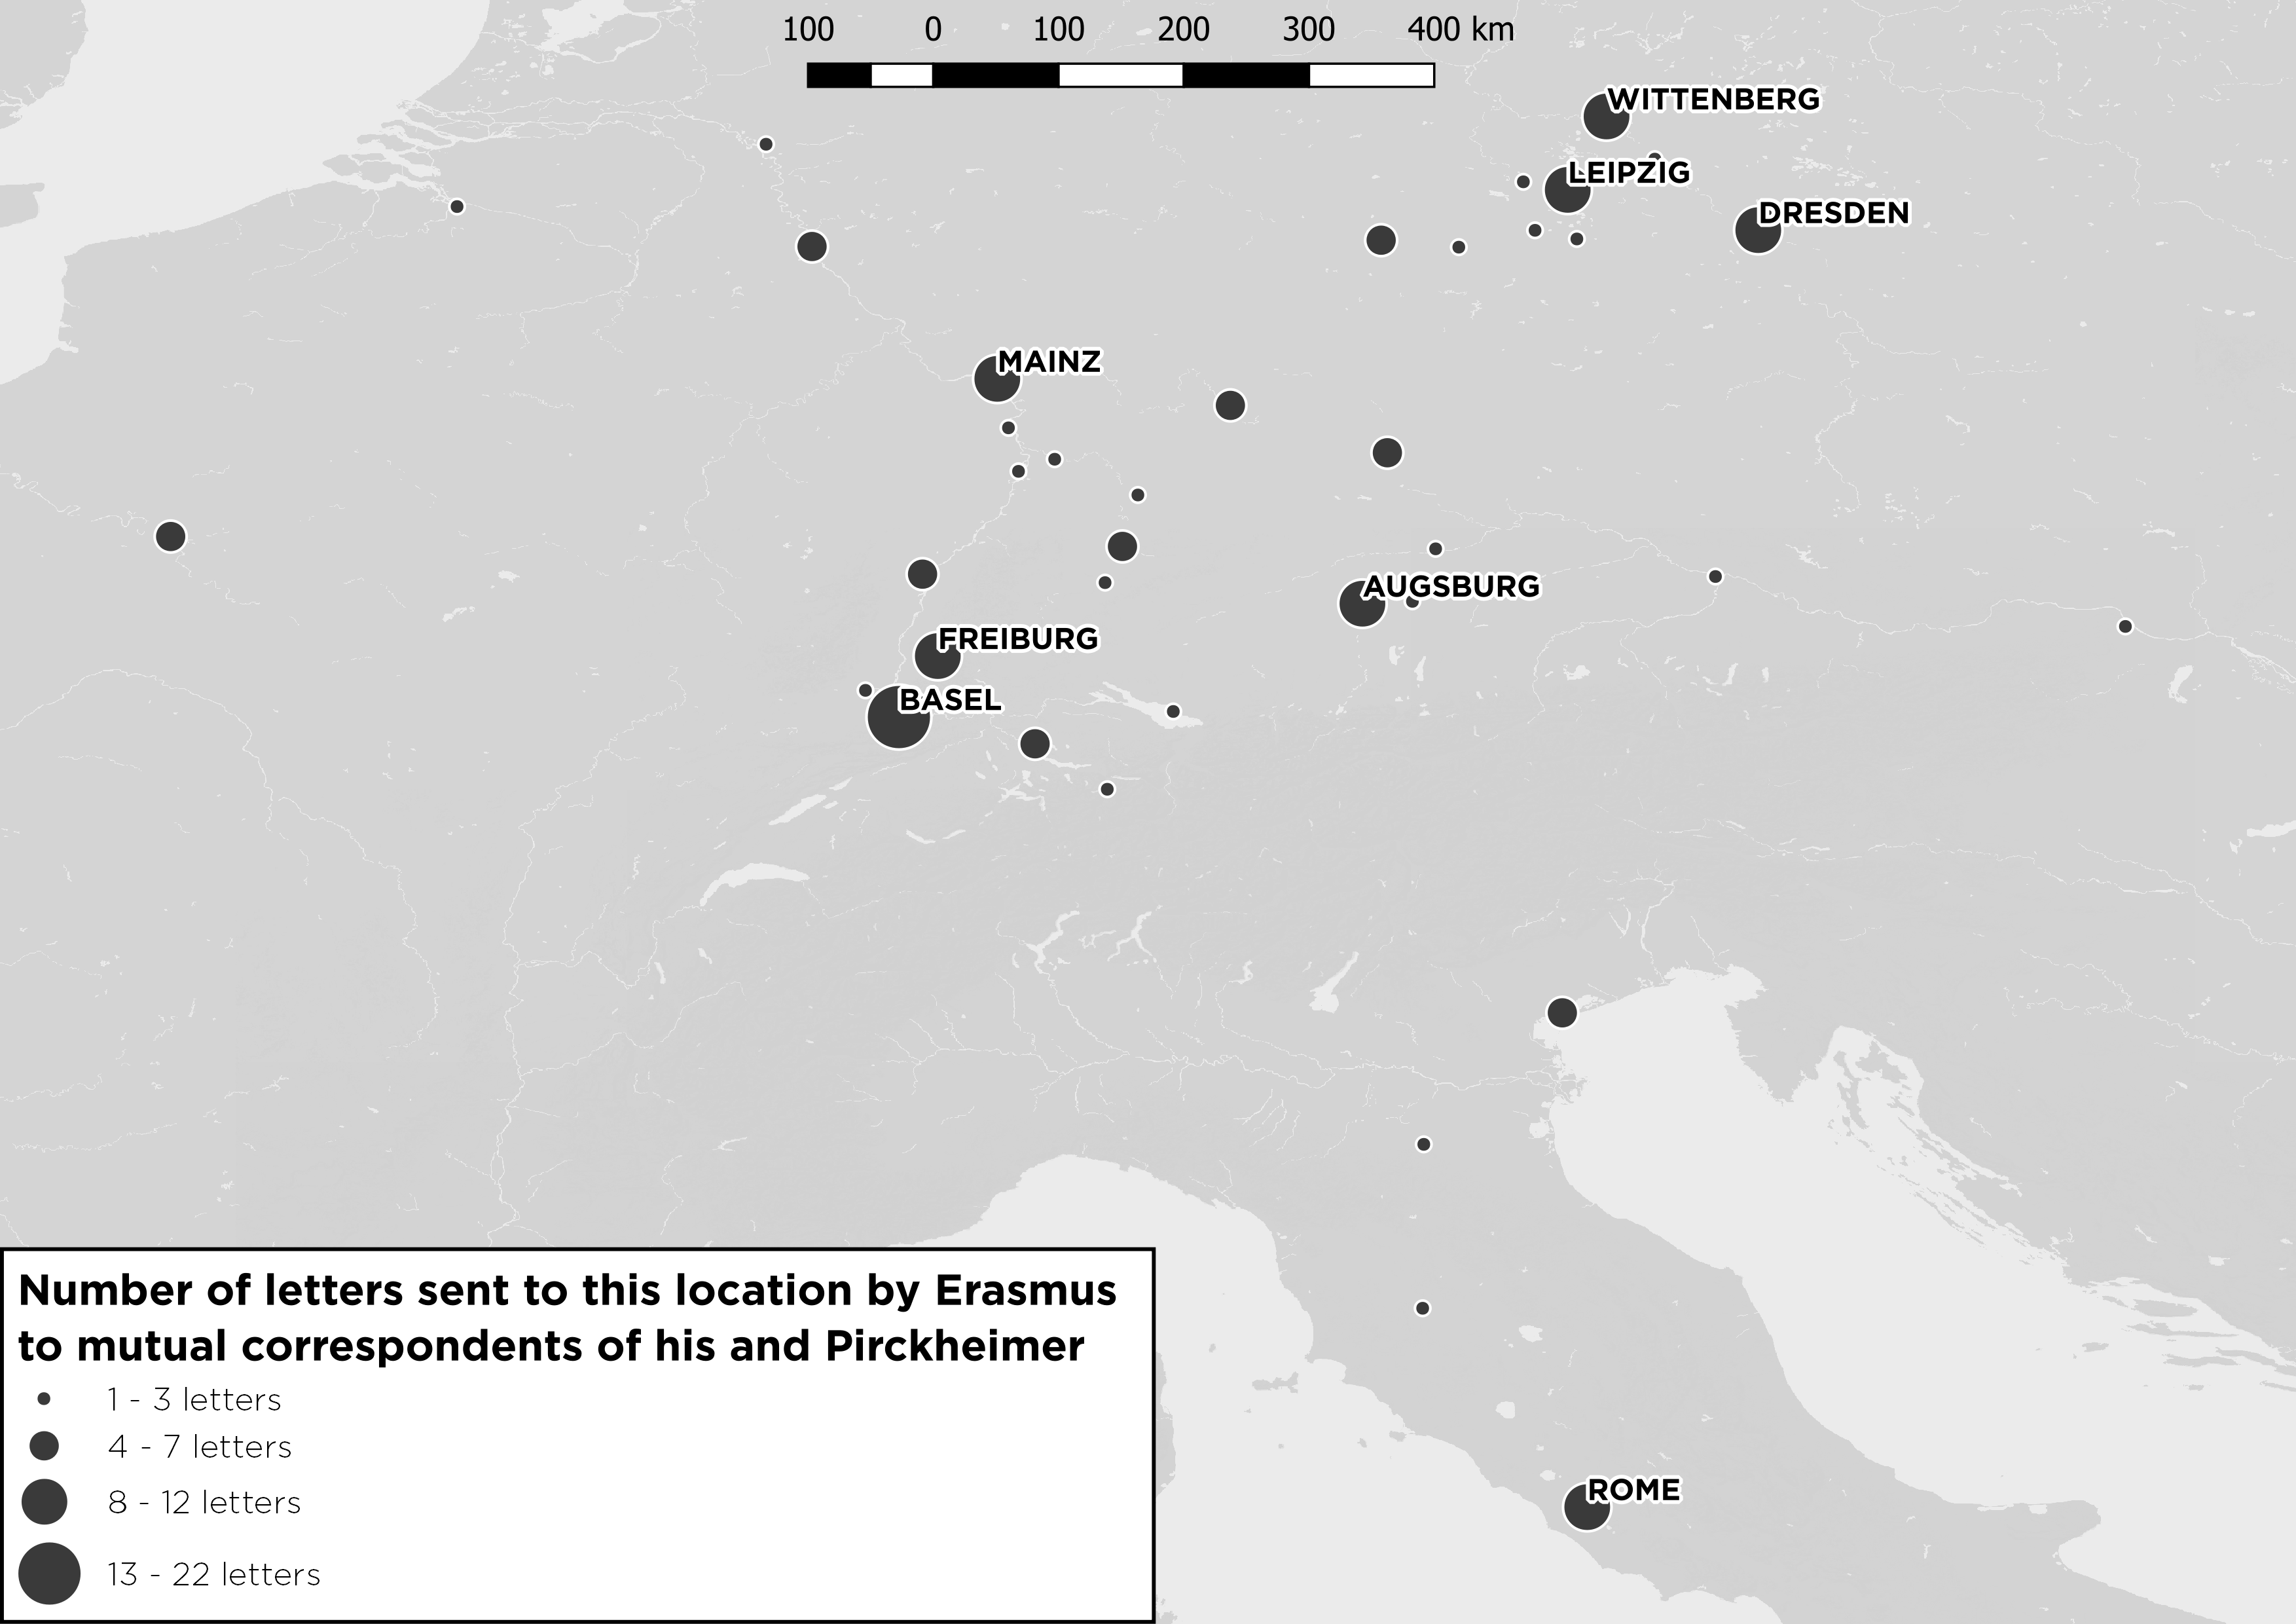 100 0 100 200 300 400 km
WITTENBERG
LEIPZIG
DRESDEN
MAINZ
AUGSBURG
FREIBURG
BASEL
ROME
Number of letters sent to this location by Erasmus
to mutual correspondents of his and Pirckheimer
1 - 3 letters
4 - 7 letters
8 - 12 letters
13 - 22 letters